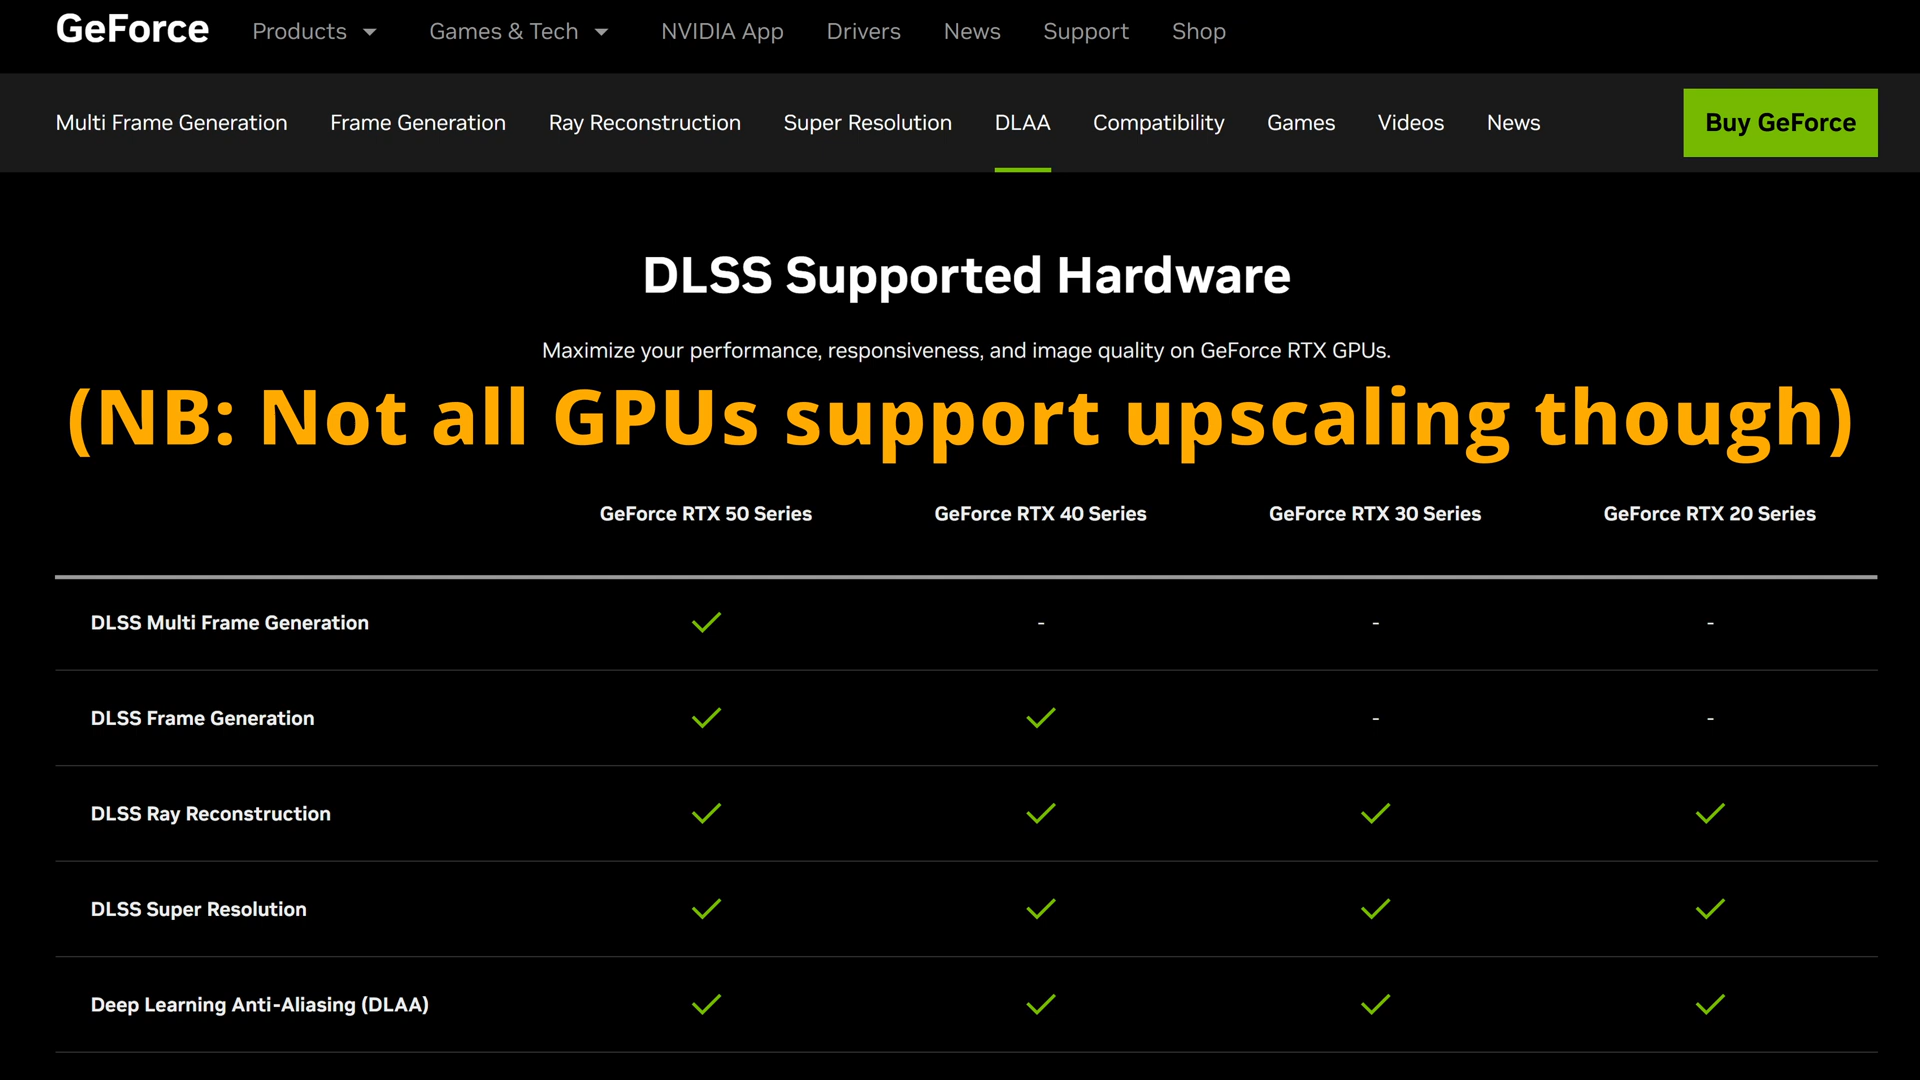 GeForce Products Games & Tech NVIDIA App Drivers News Support Shop
Multi Frame Generation Frame Generation Ray Reconstruction Super Resolution DLAA Compatibility Games Videos News Buy GeForce
DLSS Supported Hardware
Maximize your performance, responsiveness, and image quality on GeForce RTX GPUs.
(NB: Not all GPUs support upscaling though)
GeForce RTX 50 Series GeForce RTX 40 Series GeForce RTX 30 Series GeForce RTX 20 Series
DLSS Multi Frame Generation - - -
DLSS Frame Generation - -
DLSS Ray Reconstruction
DLSS Super Resolution
Deep Learning Anti-Aliasing (DLAA)